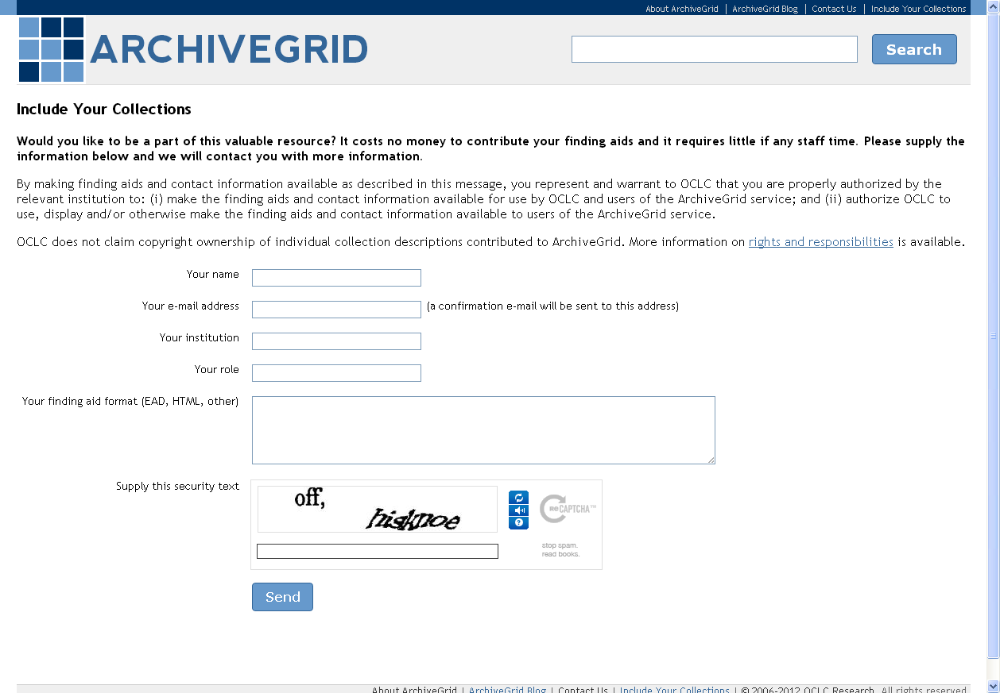 About ArchiveGrid | ArchiveGrid Blog | Contact Us | Include Your Collections
ARCHIVEGRID
Search
Include Your Collections
Would you like to be a part of this valuable resource? It costs no money to contribute your finding aids and it requires little if any staff time. Please supply the
information below and we will contact you with more information.
By making finding aids and contact information available as described in this message, you represent and warrant to OCLC that you are properly authorized by the
relevant institution to: (i) make the finding aids and contact information available for use by OCLC and users of the ArchiveGrid service; and (ii) authorize OCLC to
use, display and/or otherwise make the finding aids and contact information available to users of the ArchiveGrid service.
OCLC does not claim copyright ownership of individual collection descriptions contributed to ArchiveGrid. More information on rights and responsibilities is available.
Your name
Your e-mail address (a confirmation e-mail will be sent to this address)
Your institution
Your role
Your finding aid format (EAD, HTML, other)
Supply this security text
off,
hisknoe
reCAPTCHA™
stop spam.
read books.
Send
About ArchiveGrid | ArchiveGrid Blog | Contact Us | Include Your Collections | © 2006-2012 OCLC Research. All rights reserved.